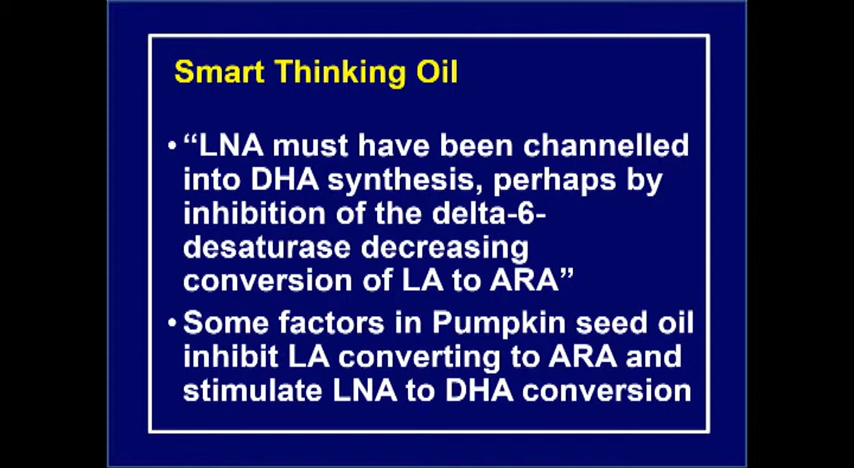 Smart Thinking Oil
• “LNA must have been channelled
into DHA synthesis, perhaps by
inhibition of the delta-6-
desaturase decreasing
conversion of LA to ARA”
• Some factors in Pumpkin seed oil
inhibit LA converting to ARA and
stimulate LNA to DHA conversion